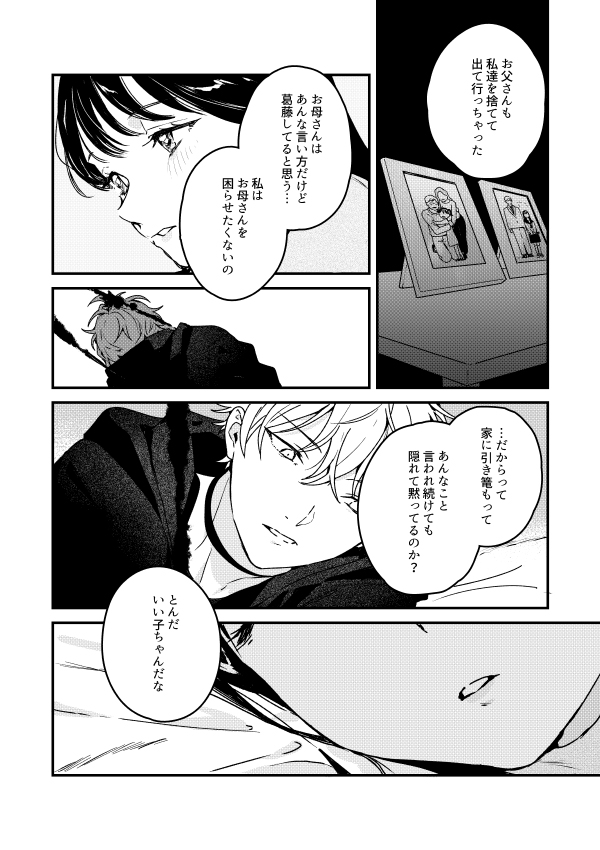 お父さんも
私達を捨てて
出て行っちゃった
お母さんは
あんな言い方だけど
葛藤してると思う…
私は
お母さんを
困らせたくないの
…だからって
家に引き篭もって
あんなこと
言われ続けても
隠れて黙ってるのか？
とんだ
いい子ちゃんだな